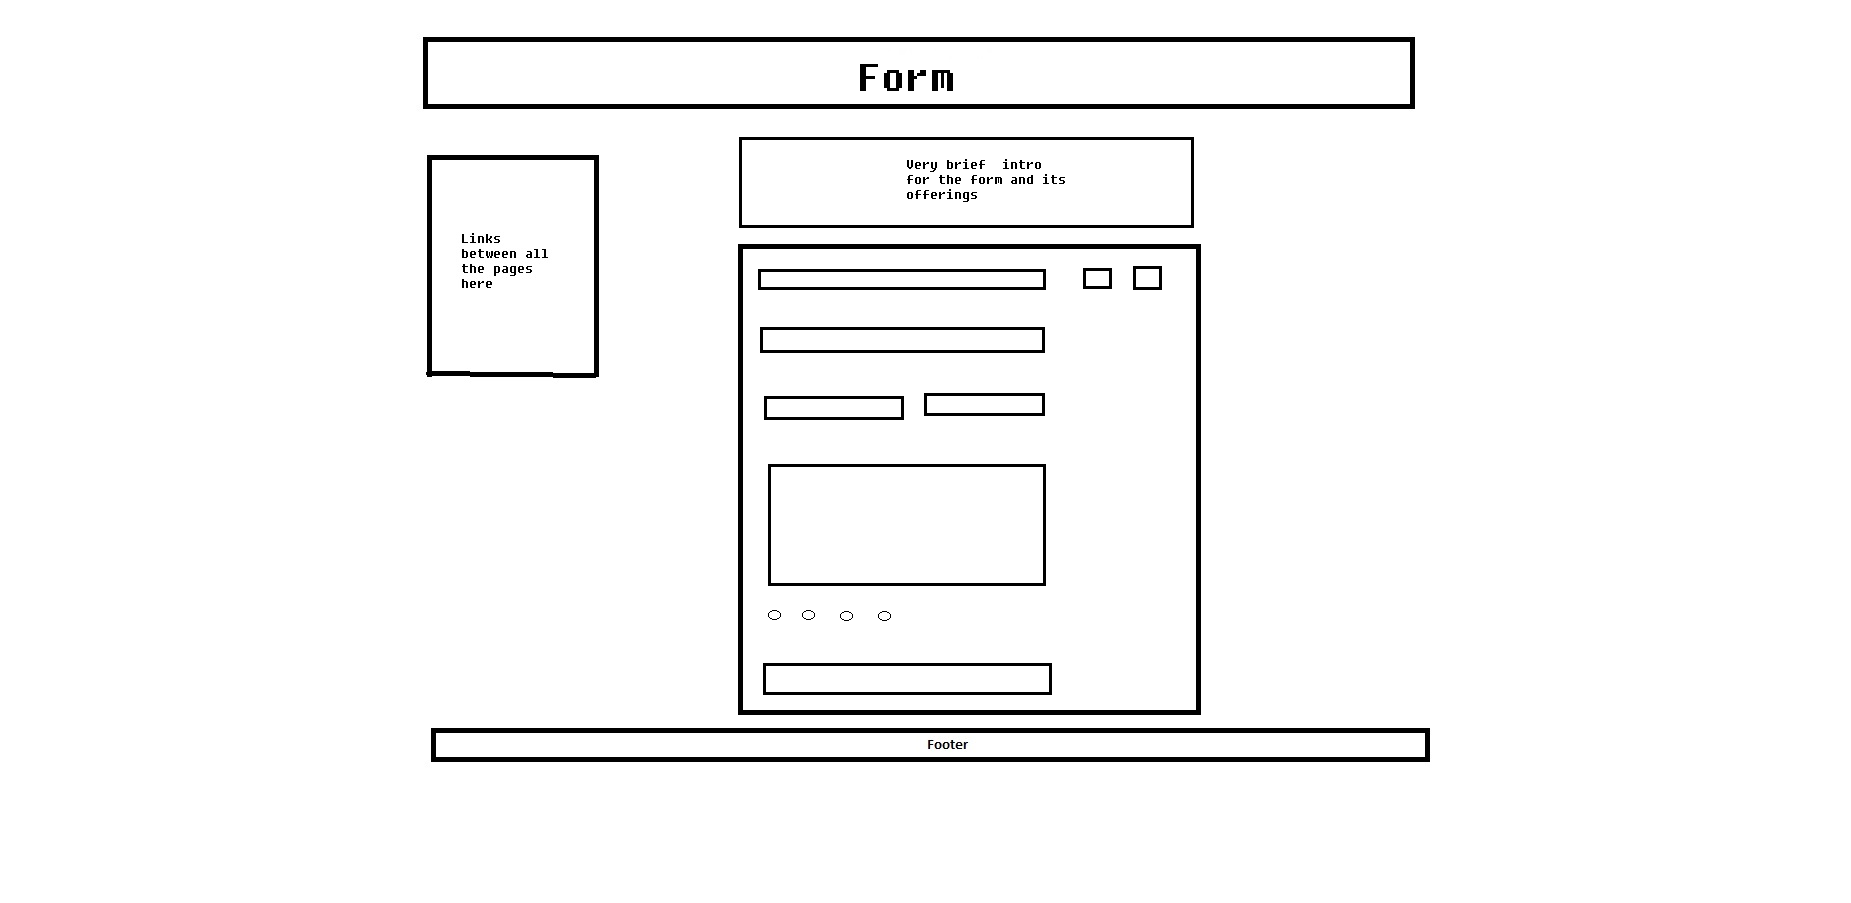 Form
Very brief  intro
for the form and its
offerings
Links
between all
the pages
here
Footer